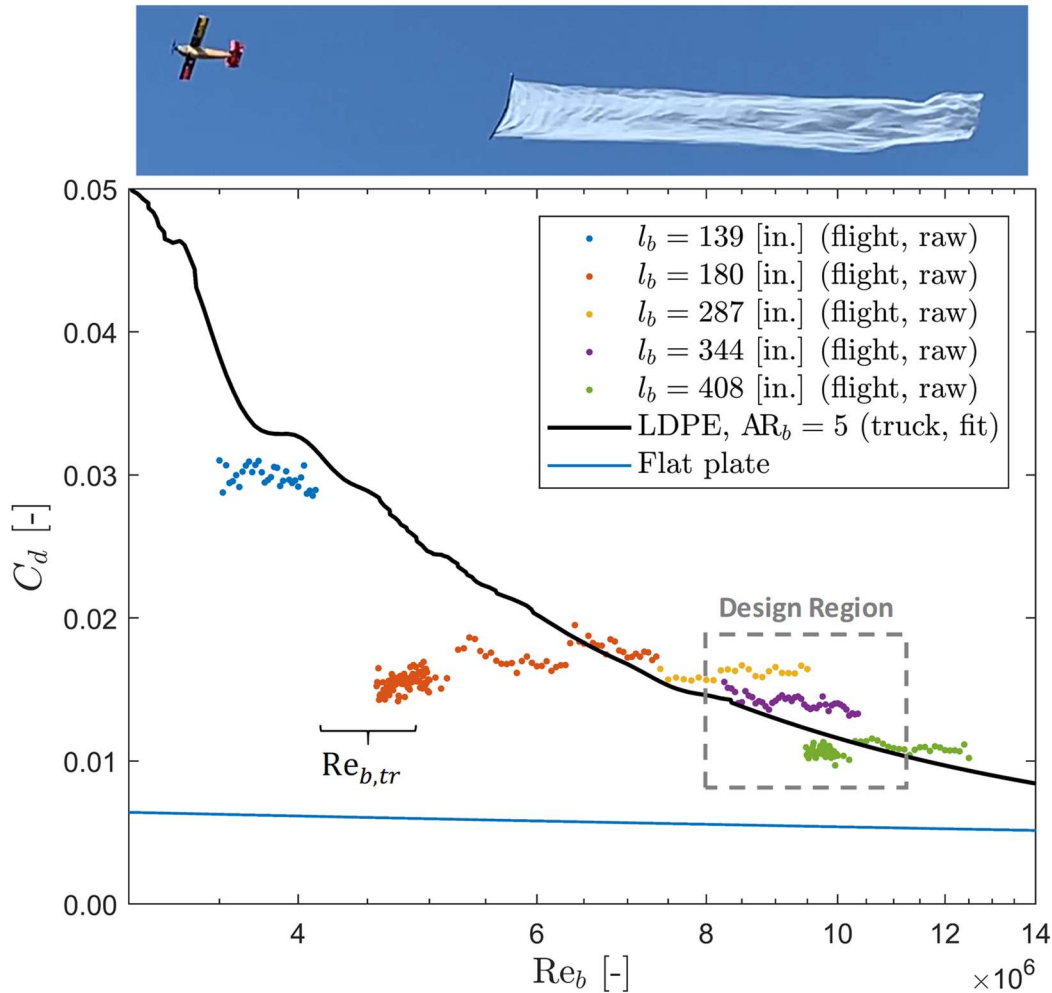 0.05
0.04
0.03
0.02
0.01
0.00
C_d [-]
l_b = 139 [in.] (flight, raw)
l_b = 180 [in.] (flight, raw)
l_b = 287 [in.] (flight, raw)
l_b = 344 [in.] (flight, raw)
l_b = 408 [in.] (flight, raw)
LDPE, AR_b = 5 (truck, fit)
Flat plate
Design Region
Re_{b,tr}
4 6 8 10 12 14
Re_b [-]
×10^6